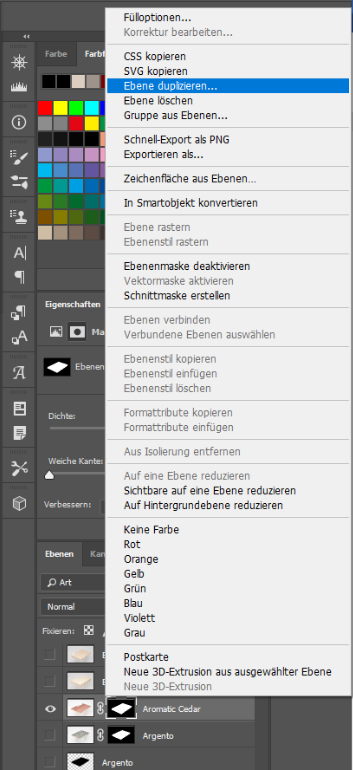 Fülloptionen...
Korrektur bearbeiten...
CSS kopieren
SVG kopieren
Ebene duplizieren...
Ebene löschen
Gruppe aus Ebenen...
Schnell-Export als PNG
Exportieren als...
Zeichenfläche aus Ebenen...
In Smartobjekt konvertieren
Ebene rastern
Ebenenstil rastern
Ebenenmaske deaktivieren
Vektormaske aktivieren
Schnittmaske erstellen
Ebenen verbinden
Verbundene Ebenen auswählen
Ebenenstil kopieren
Ebenenstil einfügen
Ebenenstil löschen
Formattribute kopieren
Formattribute einfügen
Aus Isolierung entfernen
Auf eine Ebene reduzieren
Sichtbare auf eine Ebene reduzieren
Auf Hintergrundebene reduzieren
Keine Farbe
Rot
Orange
Gelb
Grün
Blau
Violett
Grau
Postkarte
Neue 3D-Extrusion aus ausgewählter Ebene
Neue 3D-Extrusion
Farbe Farbf
Eigenschaften
Ma
Ebenen
Dichte:
Weiche Kante:
Verbessern:
Ebenen Kan
Art
Normal
Fixieren:
Aromatic Cedar
Argento
Argento